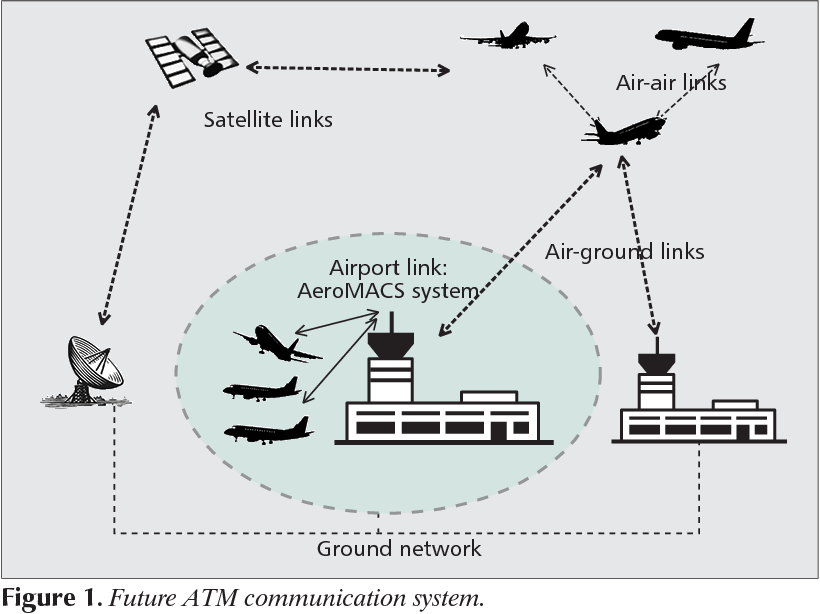 Air-air links
Satellite links
Air-ground links
Airport link:
AeroMACS system
Ground network
Figure 1. Future ATM communication system.